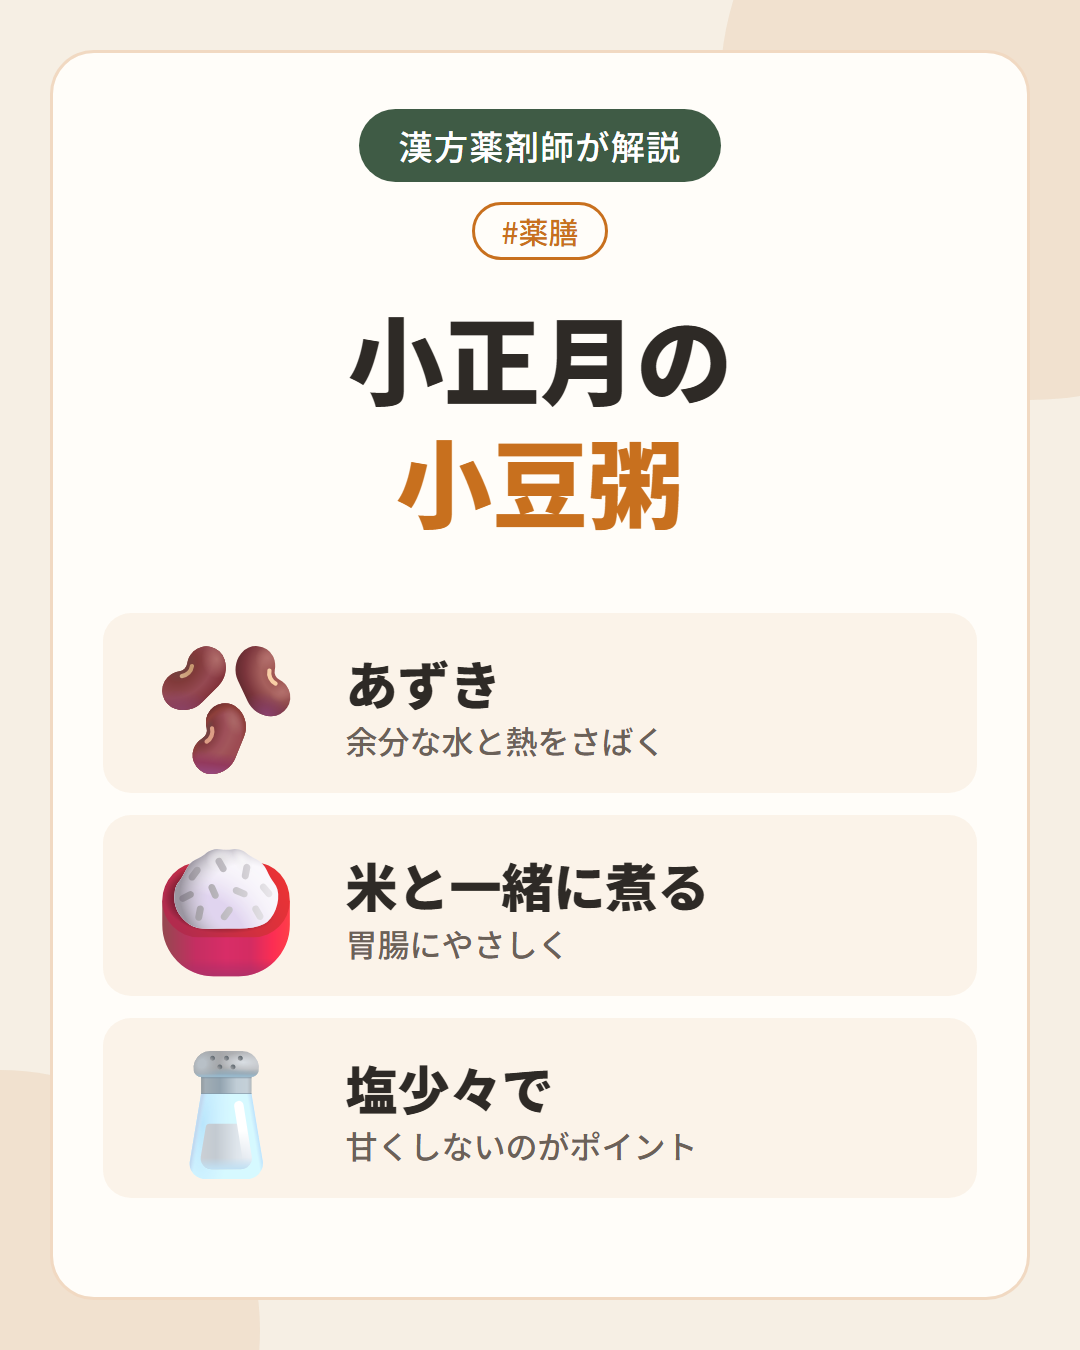 漢方薬剤師が解説
#薬膳
小正月の
小豆粥
あずき
余分な水と熱をさばく
米と一緒に煮る
胃腸にやさしく
塩少々で
甘くしないのがポイント